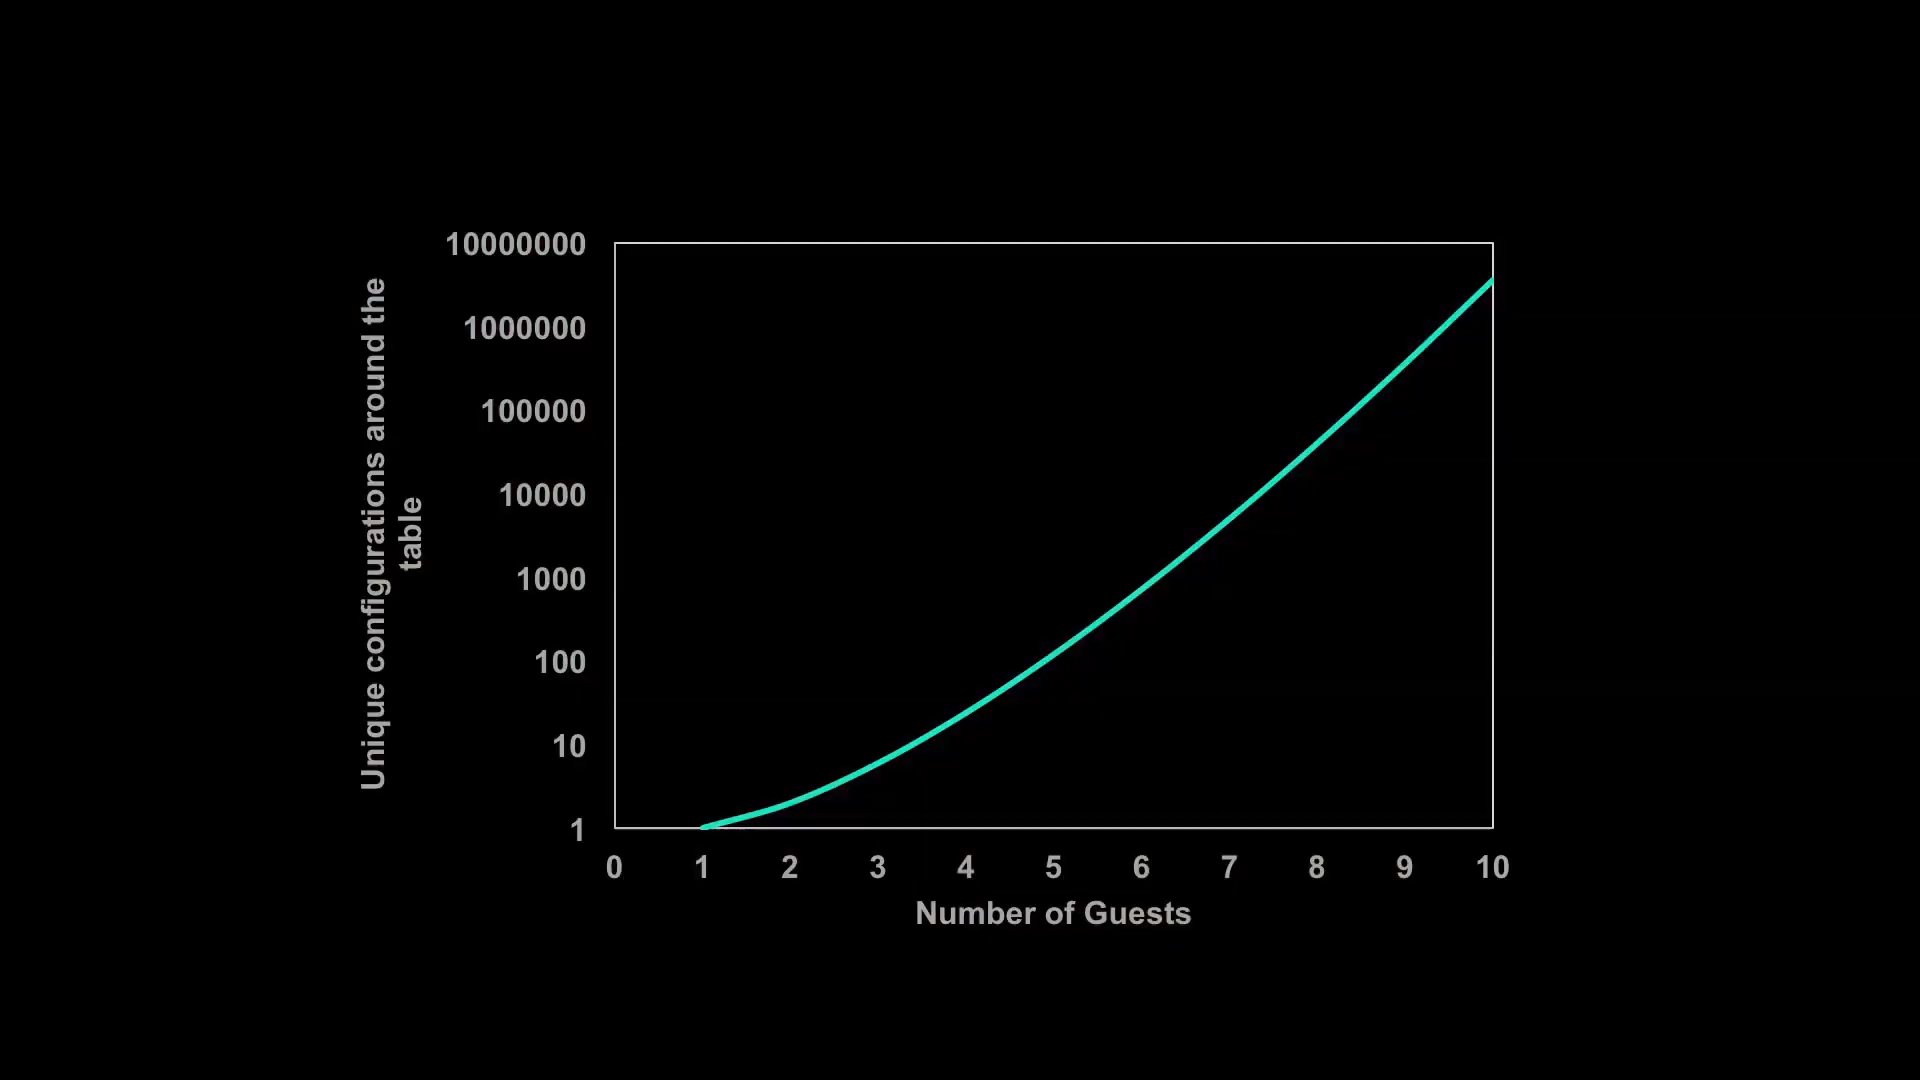 Unique configurations around the
table
10000000
1000000
100000
10000
1000
100
10
1
0 1 2 3 4 5 6 7 8 9 10
Number of Guests